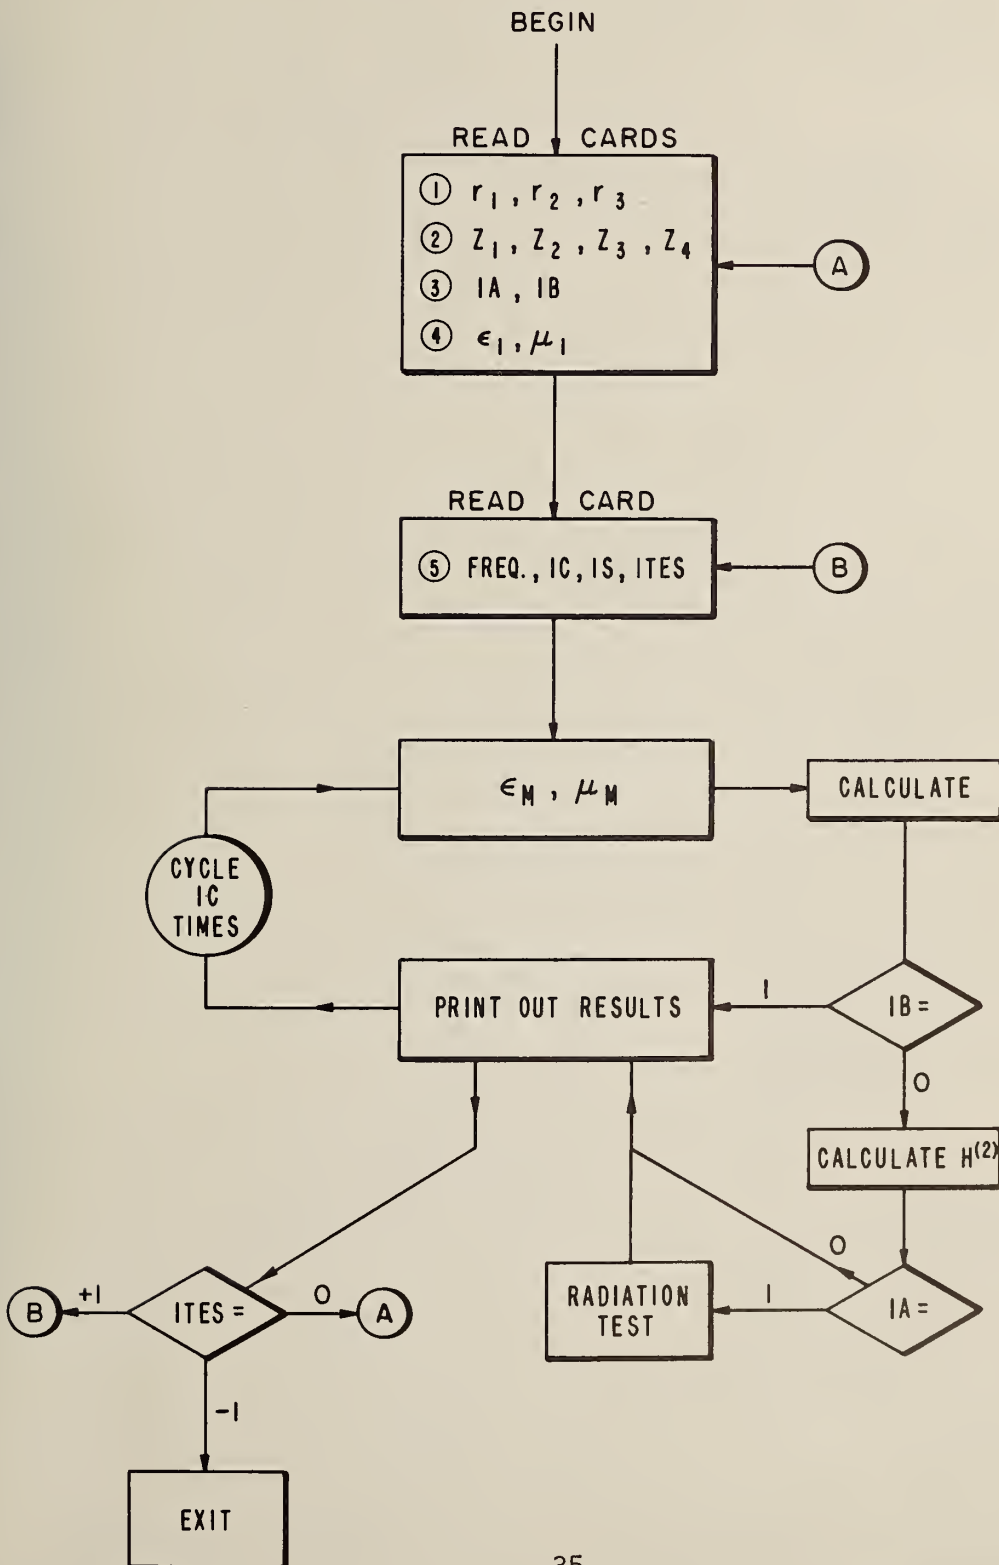 BEGIN
READ CARDS
① r₁, r₂, r₃
② Z₁, Z₂, Z₃, Z₄
③ IA, IB
④ ϵ₁, μ₁
A
READ CARD
⑤ FREQ., IC, IS, ITES
B
ϵM, μM
CALCULATE
CYCLE
IC
TIMES
PRINT OUT RESULTS
1
IB=
0
CALCULATE H⁽²⁾
0
RADIATION
TEST
1
IA=
B
+1
ITES=
0
A
-1
EXIT
35